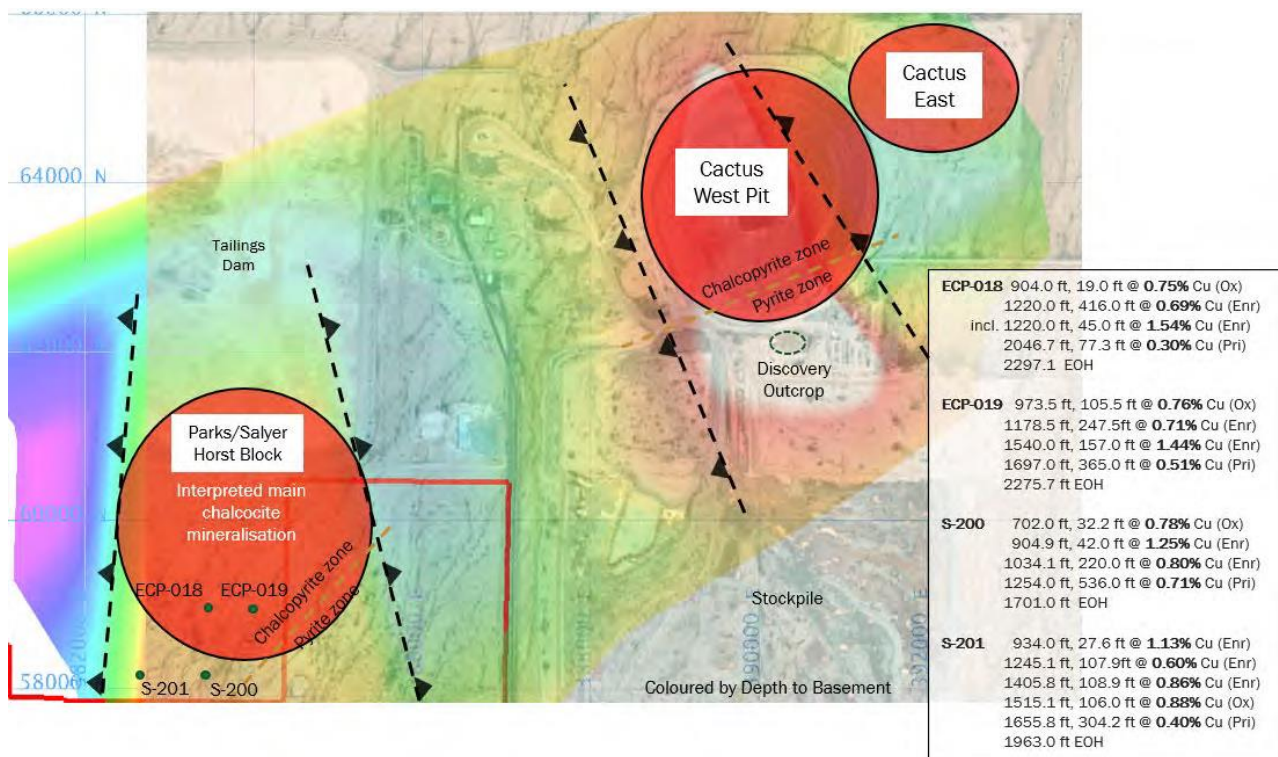 64000 N
Cactus
East
Cactus
West Pit
Tailings
Dam
Chalcopyrite zone
Pyrite zone
Discovery
Outcrop
Parks/Salyer
Horst Block
Interpreted main
chalcocite
mineralisation
60000 N
ECP-018
ECP-019
Chalcopyrite zone
Pyrite zone
S-201
S-200
58000
Stockpile
Coloured by Depth to Basement
ECP-018 904.0 ft, 19.0 ft @ 0.75% Cu (Ox)
1220.0 ft, 416.0 ft @ 0.69% Cu (Enr)
incl. 1220.0 ft, 45.0 ft @ 1.54% Cu (Enr)
2046.7 ft, 77.3 ft @ 0.30% Cu (Pri)
2297.1 EOH
ECP-019 973.5 ft, 105.5 ft @ 0.76% Cu (Ox)
1178.5 ft, 247.5ft @ 0.71% Cu (Enr)
1540.0 ft, 157.0 ft @ 1.44% Cu (Enr)
1697.0 ft, 365.0 ft @ 0.51% Cu (Pri)
2275.7 ft EOH
S-200 702.0 ft, 32.2 ft @ 0.78% Cu (Ox)
904.9 ft, 42.0 ft @ 1.25% Cu (Enr)
1034.1 ft, 220.0 ft @ 0.80% Cu (Enr)
1254.0 ft, 536.0 ft @ 0.71% Cu (Pri)
1701.0 ft EOH
S-201 934.0 ft, 27.6 ft @ 1.13% Cu (Enr)
1245.1 ft, 107.9ft @ 0.60% Cu (Enr)
1405.8 ft, 108.9 ft @ 0.86% Cu (Enr)
1515.1 ft, 106.0 ft @ 0.88% Cu (Ox)
1655.8 ft, 304.2 ft @ 0.40% Cu (Pri)
1963.0 ft EOH